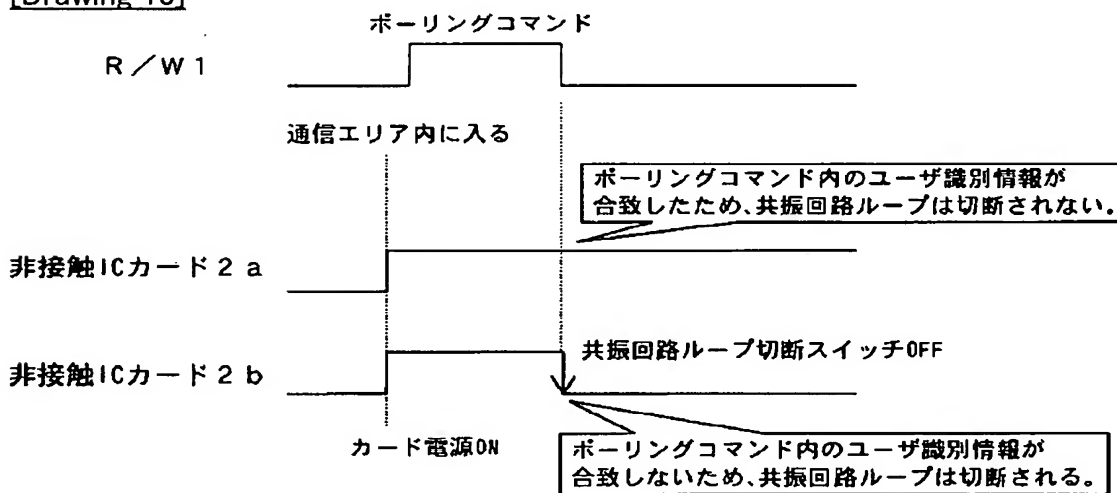 [Drawing 10]
ポーリングコマンド
R/W1
通信エリア内に入る
ポーリングコマンド内のユーザ識別情報が
合致したため、共振回路ループは切断されない。
非接触ICカード2a
共振回路ループ切断スイッチOFF
非接触ICカード2b
カード電源ON
ポーリングコマンド内のユーザ識別情報が
合致しないため、共振回路ループは切断される。